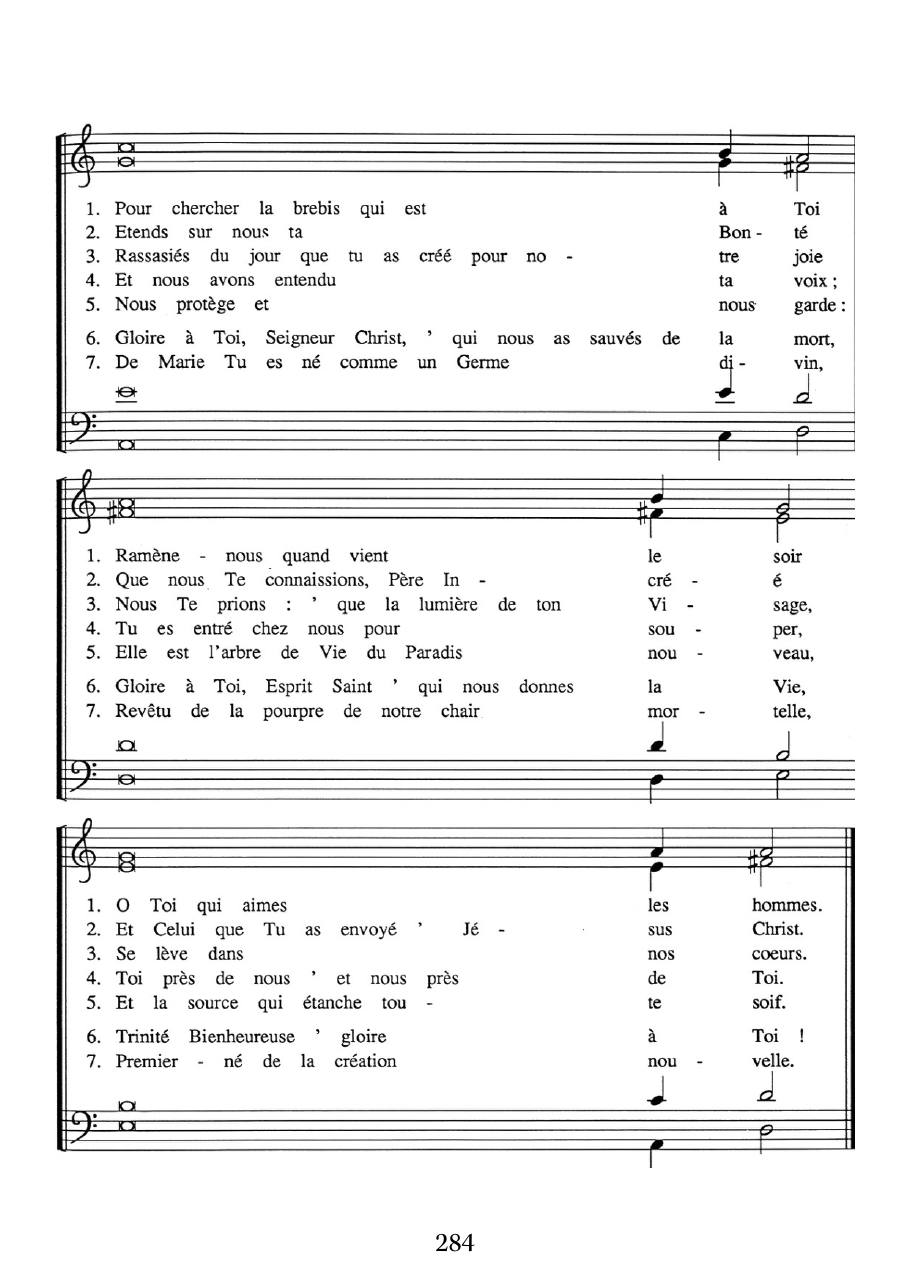 1. Pour chercher la brebis qui est à Toi
2. Etends sur nous ta Bon - té
3. Rassasiés du jour que tu as créé pour no - tre joie
4. Et nous avons entendu ta voix ;
5. Nous protège et nous garde :
6. Gloire à Toi, Seigneur Christ, ’ qui nous as sauvés de la mort,
7. De Marie Tu es né comme un Germe di - vin,
1. Ramène - nous quand vient le soir
2. Que nous Te connaissions, Père In - cré - é
3. Nous Te prions : ’ que la lumière de ton Vi - sage,
4. Tu es entré chez nous pour sou - per,
5. Elle est l’arbre de Vie du Paradis nou - veau,
6. Gloire à Toi, Esprit Saint ’ qui nous donnes la Vie,
7. Revêtu de la pourpre de notre chair mor - telle,
1. O Toi qui aimes les hommes.
2. Et Celui que Tu as envoyé ’ Jé - sus Christ.
3. Se lève dans nos coeurs.
4. Toi près de nous ’ et nous près de Toi.
5. Et la source qui étanche tou - te soif.
6. Trinité Bienheureuse ’ gloire à Toi !
7. Premier - né de la création nou - velle.
284